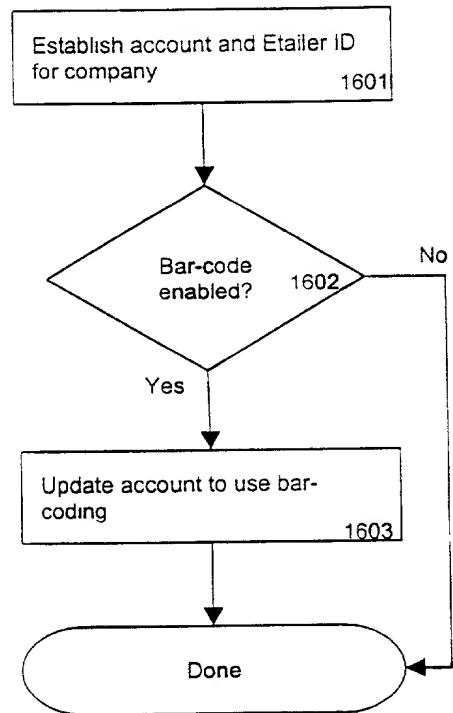 Establish account and Etailer ID
for company
1601
Bar-code
enabled?
1602
No
Yes
Update account to use bar-
coding
1603
Done